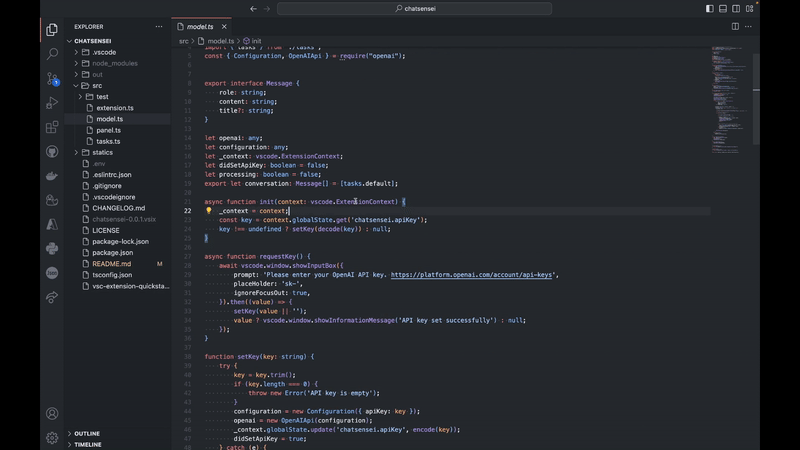 chatsensei
EXPLORER
CHATSENSEI
.vscode
node_modules
out
src
test
extension.ts
model.ts
panel.ts
tasks.ts
statics
.env
.eslintrc.json
.gitignore
.vscodeignore
CHANGELOG.md
chatsensei-0.0.1.vsix
LICENSE
package-lock.json
package.json
README.md M
tsconfig.json
vsc-extension-quicksta...
OUTLINE
TIMELINE
model.ts
src > model.ts > init
import { tasks } from './tasks';
5 const { Configuration, OpenAIApi } = require("openai");
6
7
8 export interface Message {
9 role: string;
10 content: string;
11 title?: string;
12 }
13
14 let openai: any;
15 let configuration: any;
16 let _context: vscode.ExtensionContext;
17 let didSetApiKey: boolean = false;
18 let processing: boolean = false;
19 export let conversation: Message[] = [tasks.default];
20
21 async function init(context: vscode.ExtensionContext) {
22 _context = context;
23 const key = context.globalState.get('chatsensei.apiKey');
24 key !== undefined ? setKey(decode(key)) : null;
25 }
26
27 async function requestKey() {
28 await vscode.window.showInputBox({
29 prompt: 'Please enter your OpenAI API key. https://platform.openai.com/account/api-keys',
30 placeHolder: 'sk-',
31 ignoreFocusOut: true,
32 }).then((value) => {
33 setKey(value || '');
34 value ? vscode.window.showInformationMessage('API key set successfully') : null;
35 });
36 }
37
38 function setKey(key: string) {
39 try {
40 key = key.trim();
41 if (key.length === 0) {
42 throw new Error('API key is empty');
43 }
44 configuration = new Configuration({ apiKey: key });
45 openai = new OpenAIApi(configuration);
46 _context.globalState.update('chatsensei.apiKey', encode(key));
47 didSetApiKey = true;
48 } catch (e) {